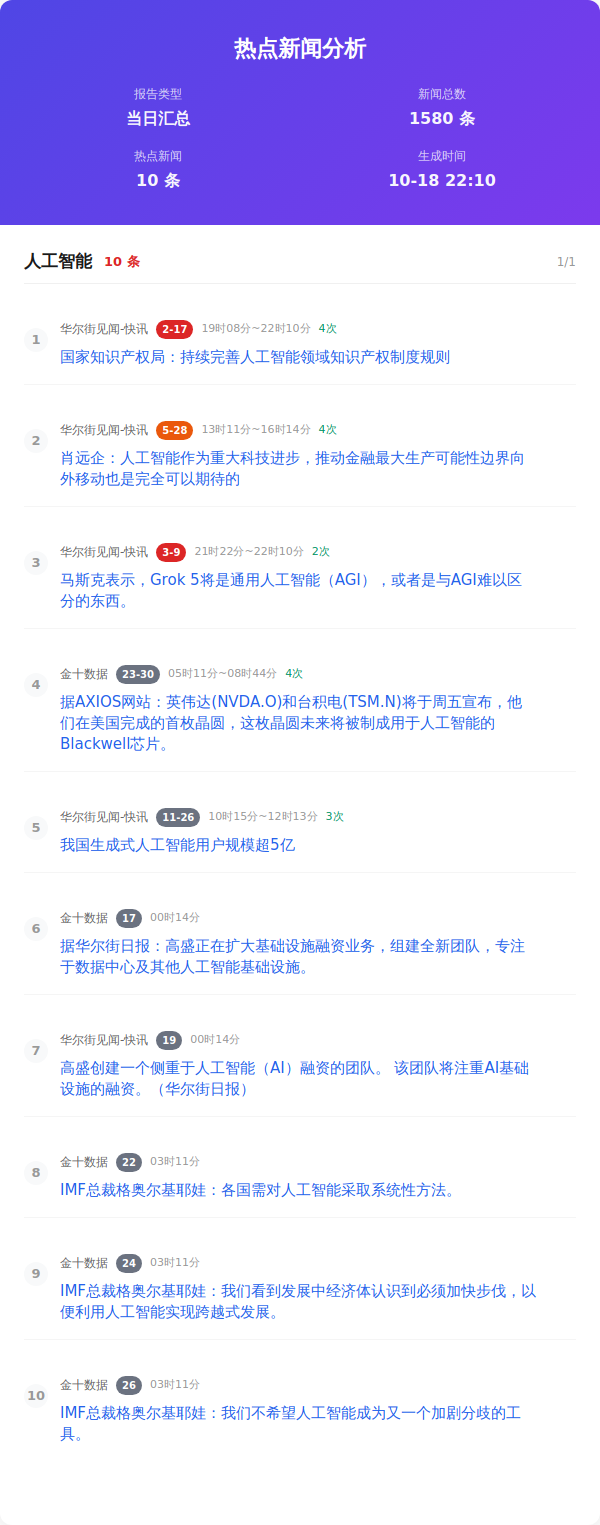 热点新闻分析
报告类型
新闻总数
当日汇总
1580 条
热点新闻
生成时间
10 条
10-18 22:10
人工智能 10 条 1/1
1
华尔街见闻-快讯 2-17 19时08分~22时10分 4次
国家知识产权局：持续完善人工智能领域知识产权制度规则
2
华尔街见闻-快讯 5-28 13时11分~16时14分 4次
肖远企：人工智能作为重大科技进步，推动金融最大生产可能性边界向
外移动也是完全可以期待的
3
华尔街见闻-快讯 3-9 21时22分~22时10分 2次
马斯克表示，Grok 5将是通用人工智能（AGI），或者是与AGI难以区
分的东西。
4
金十数据 23-30 05时11分~08时44分 4次
据AXIOS网站：英伟达(NVDA.O)和台积电(TSM.N)将于周五宣布，他
们在美国完成的首枚晶圆，这枚晶圆未来将被制成用于人工智能的
Blackwell芯片。
5
华尔街见闻-快讯 11-26 10时15分~12时13分 3次
我国生成式人工智能用户规模超5亿
6
金十数据 17 00时14分
据华尔街日报：高盛正在扩大基础设施融资业务，组建全新团队，专注
于数据中心及其他人工智能基础设施。
7
华尔街见闻-快讯 19 00时14分
高盛创建一个侧重于人工智能（AI）融资的团队。 该团队将注重AI基础
设施的融资。（华尔街日报）
8
金十数据 22 03时11分
IMF总裁格奥尔基耶娃：各国需对人工智能采取系统性方法。
9
金十数据 24 03时11分
IMF总裁格奥尔基耶娃：我们看到发展中经济体认识到必须加快步伐，以
便利用人工智能实现跨越式发展。
10
金十数据 26 03时11分
IMF总裁格奥尔基耶娃：我们不希望人工智能成为又一个加剧分歧的工
具。